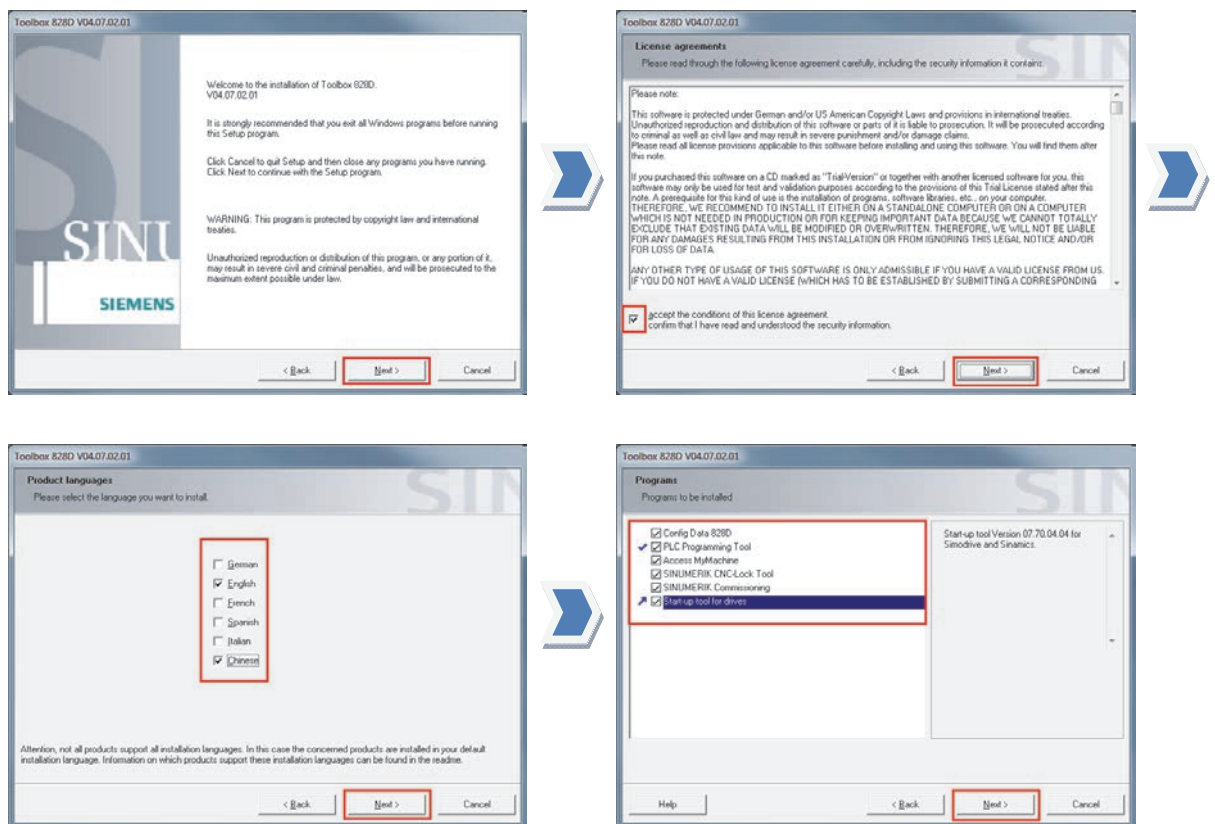 Toolbox 828D V04.07.02.01
Welcome to the installation of Toolbox 828D.
V04.07.02.01
It is strongly recommended that you exit all Windows programs before running
this Setup program.
Click Cancel to quit Setup and then close any programs you have running.
Click Next to continue with the Setup program.
WARNING: This program is protected by copyright law and international
treaties.
Unauthorized reproduction or distribution of this program, or any portion of it,
may result in severe civil and criminal penalties, and will be prosecuted to the
maximum extent possible under law.
SINU
SIEMENS
< Back
Next >
Cancel
Toolbox 828D V04.07.02.01
License agreements
Please read through the following license agreement carefully, including the security information it contains.
SIN
Please note:
This software is protected under German and/or US American Copyright Laws and provisions in international treaties.
Unauthorized reproduction and distribution of this software or parts of it is liable to prosecution. It will be prosecuted according
to criminal as well as civil law and may result in severe punishment and/or damage claims.
Please read all license provisions applicable to this software before installing and using this software. You will find them after
this note.
If you purchased this software on a CD marked as "Trial-Version" or together with another licensed software for you, this
software may only be used for test and validation purposes according to the provisions of this Trial License stated after this
note. A prerequisite for this kind of use is the installation of programs, software libraries, etc., on your computer.
THEREFORE, WE RECOMMEND TO INSTALL IT EITHER ON A STANDALONE COMPUTER OR ON A COMPUTER
WHICH IS NOT NEEDED IN PRODUCTION OR FOR KEEPING IMPORTANT DATA BECAUSE WE CANNOT TOTALLY
EXCLUDE THAT EXISTING DATA WILL BE MODIFIED OR OVERWRITTEN. THEREFORE, WE WILL NOT BE LIABLE
FOR ANY DAMAGES RESULTING FROM THIS INSTALLATION OR FROM IGNORING THIS LEGAL NOTICE AND/OR
FOR LOSS OF DATA.
ANY OTHER TYPE OF USAGE OF THIS SOFTWARE IS ONLY ADMISSIBLE IF YOU HAVE A VALID LICENSE FROM US.
IF YOU DO NOT HAVE A VALID LICENSE (WHICH HAS TO BE ESTABLISHED BY SUBMITTING A CORRESPONDING
accept the conditions of this license agreement.
confirm that I have read and understood the security information.
< Back
Next >
Cancel
Toolbox 828D V04.07.02.01
Product languages
Please select the language you want to install.
SIN
German
English
French
Spanish
Italian
Chinese
Attention, not all products support all installation languages. In this case the concerned products are installed in your default
installation language. Information on which products support these installation languages can be found in the readme.
< Back
Next >
Cancel
Toolbox 828D V04.07.02.01
Programs
Programs to be installed
SIN
Config Data 828D
PLC Programming Tool
Access MyMachine
SINUMERIK CNC-Lock Tool
SINUMERIK Commissioning
Start-up tool for drives
Start-up tool Version 07.70.04.04 for
Simodrive and Sinamics.
Help
< Back
Next >
Cancel